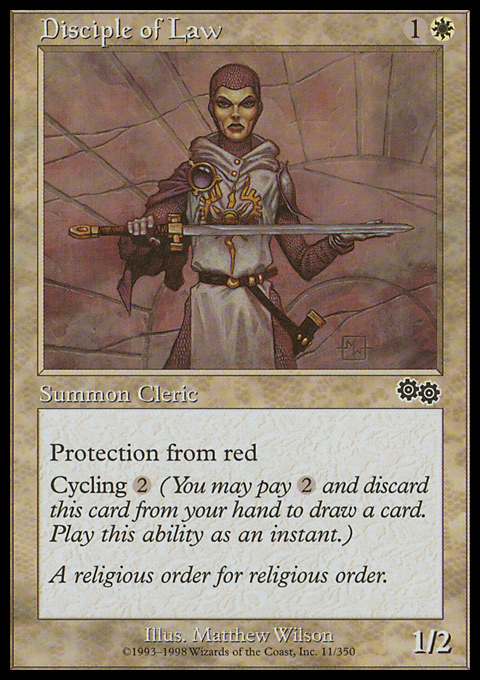 Disciple of Law 1
Summon Cleric
Protection from red
Cycling 2 (You may pay 2 and discard
this card from your hand to draw a card.
Play this ability as an instant.)
A religious order for religious order.
Illus. Matthew Wilson
©1993–1998 Wizards of the Coast, Inc. 11/350
1/2
MW